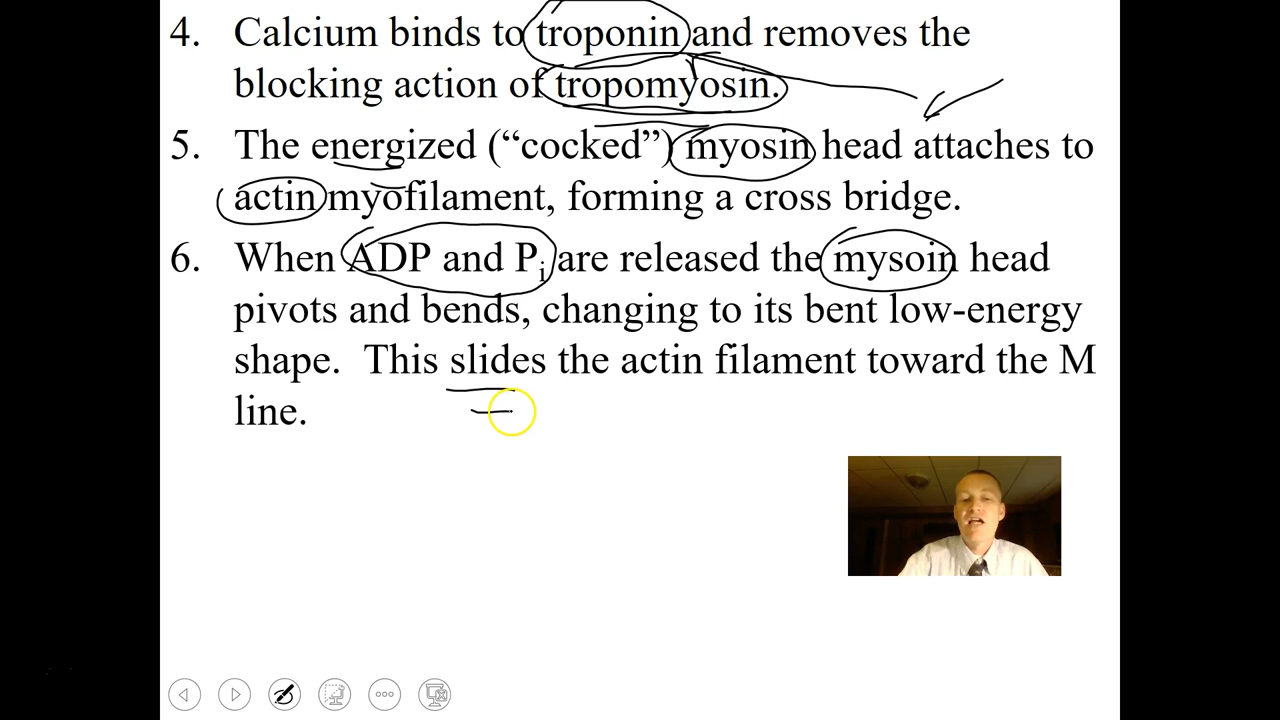 4. Calcium binds to troponin and removes the
blocking action of tropomyosin.
5. The energized (“cocked”) myosin head attaches to
actin myofilament, forming a cross bridge.
6. When ADP and Pi are released the mysoin head
pivots and bends, changing to its bent low-energy
shape. This slides the actin filament toward the M
line.